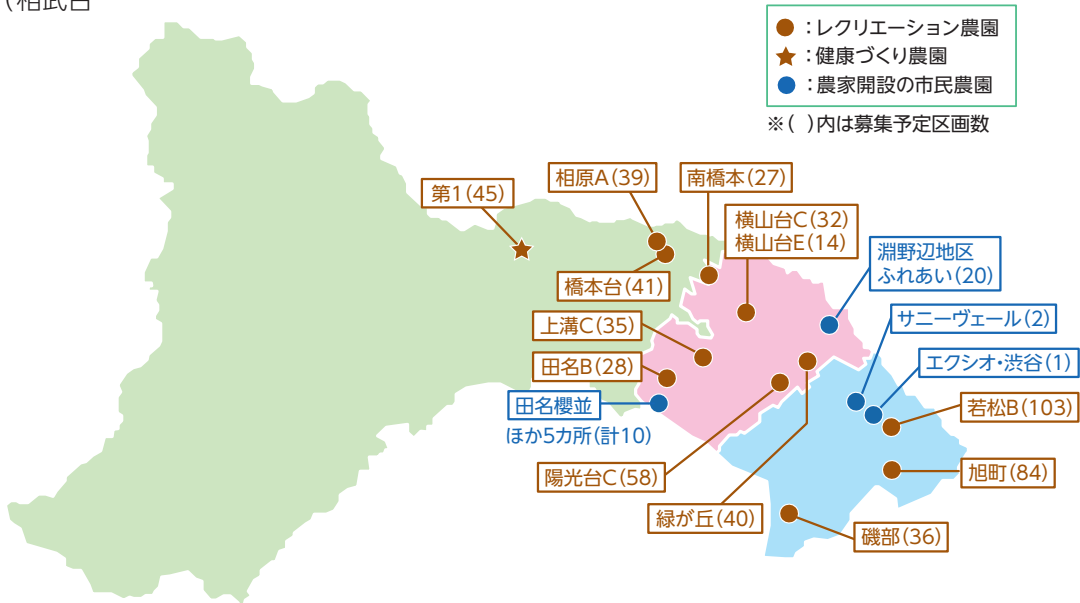 (相武台
●：レクリエーション農園
★：健康づくり農園
●：農家開設の市民農園
※( )内は募集予定区画数
第1(45)
相原A(39)
南橋本(27)
横山台C(32)
横山台E(14)
淵野辺地区
ふれあい(20)
橋本台(41)
サニーヴェール(2)
上溝C(35)
エクシオ・渋谷(1)
田名B(28)
田名櫻並
ほか5カ所(計10)
若松B(103)
陽光台C(58)
旭町(84)
緑が丘(40)
磯部(36)